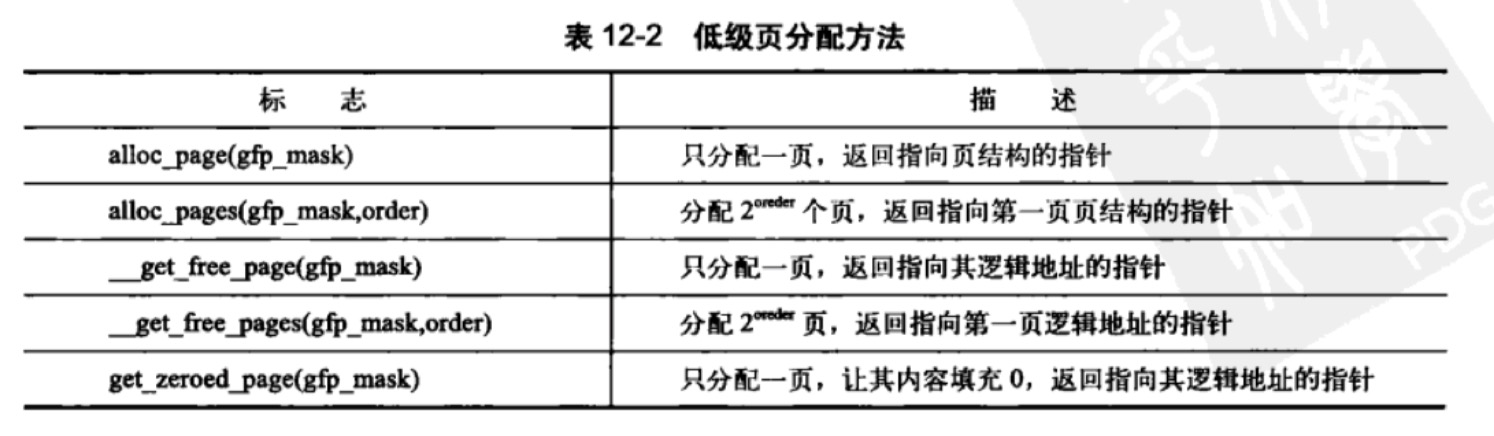 表 12-2 低级页分配方法
标 志 描 述
alloc_page(gfp_mask) 只分配一页，返回指向页结构的指针
alloc_pages(gfp_mask,order) 分配 2^oreder 个页，返回指向第一页页结构的指针
__get_free_page(gfp_mask) 只分配一页，返回指向其逻辑地址的指针
__get_free_pages(gfp_mask,order) 分配 2^oreder 页，返回指向第一页逻辑地址的指针
get_zeroed_page(gfp_mask) 只分配一页，让其内容填充 0，返回指向其逻辑地址的指针
PDG